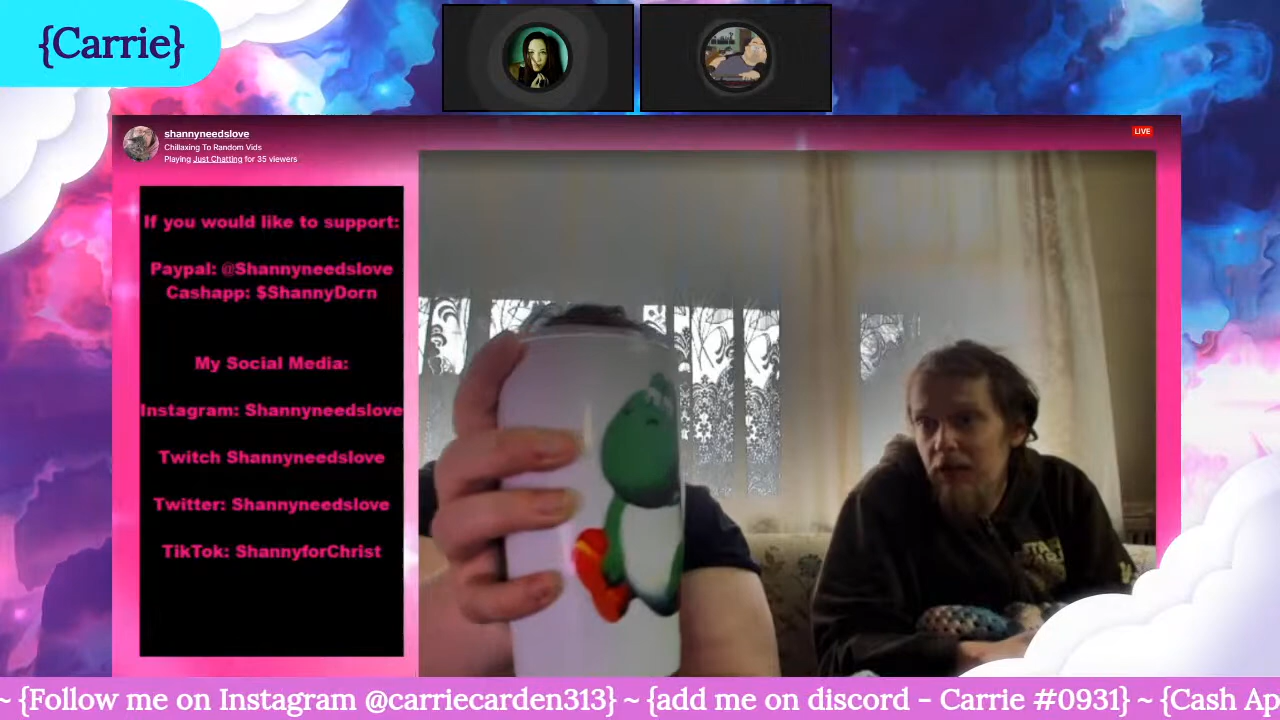 {Carrie}
shannyneedslove
Chillaxing To Random Vids
Playing Just Chatting for 35 viewers
LIVE
If you would like to support:
Paypal: @Shannyneedslove
Cashapp: $ShannyDorn
My Social Media:
Instagram: Shannyneedslove
Twitch Shannyneedslove
Twitter: Shannyneedslove
TikTok: ShannyforChrist
~ {Follow me on Instagram @carriecarden313} ~ {add me on discord - Carrie #0931} ~ {Cash Ap